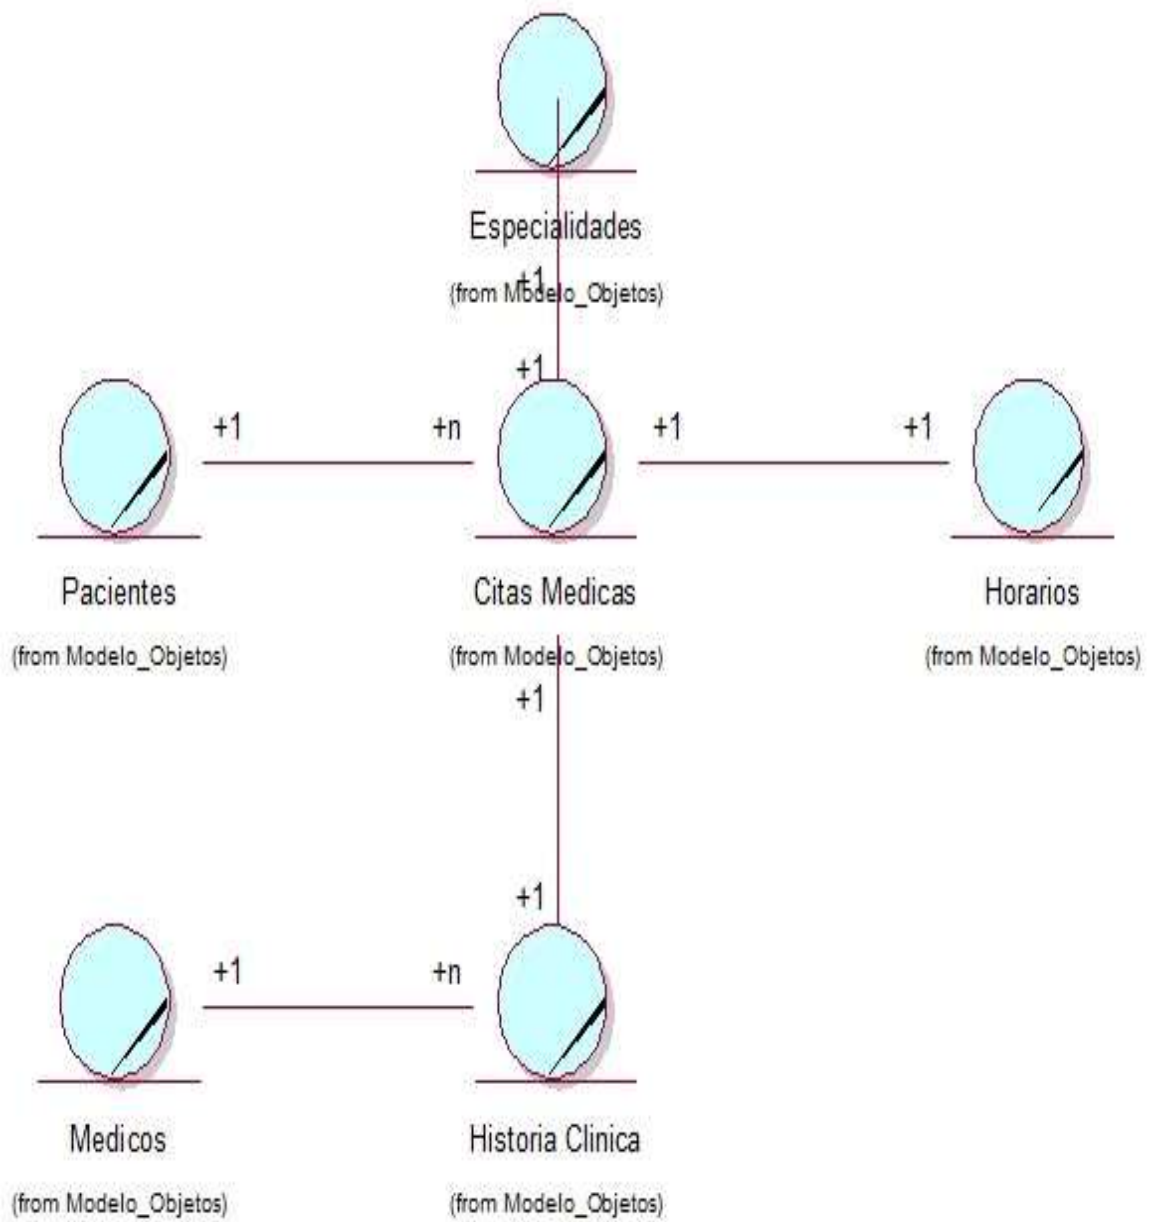 Especialidades
(from Modelo_Objetos)
+1
+1
+1
+n
+1
+1
Pacientes
Citas Medicas
Horarios
(from Modelo_Objetos)
(from Modelo_Objetos)
(from Modelo_Objetos)
+1
+1
+1
+n
Medicos
Historia Clinica
(from Modelo_Objetos)
(from Modelo_Objetos)